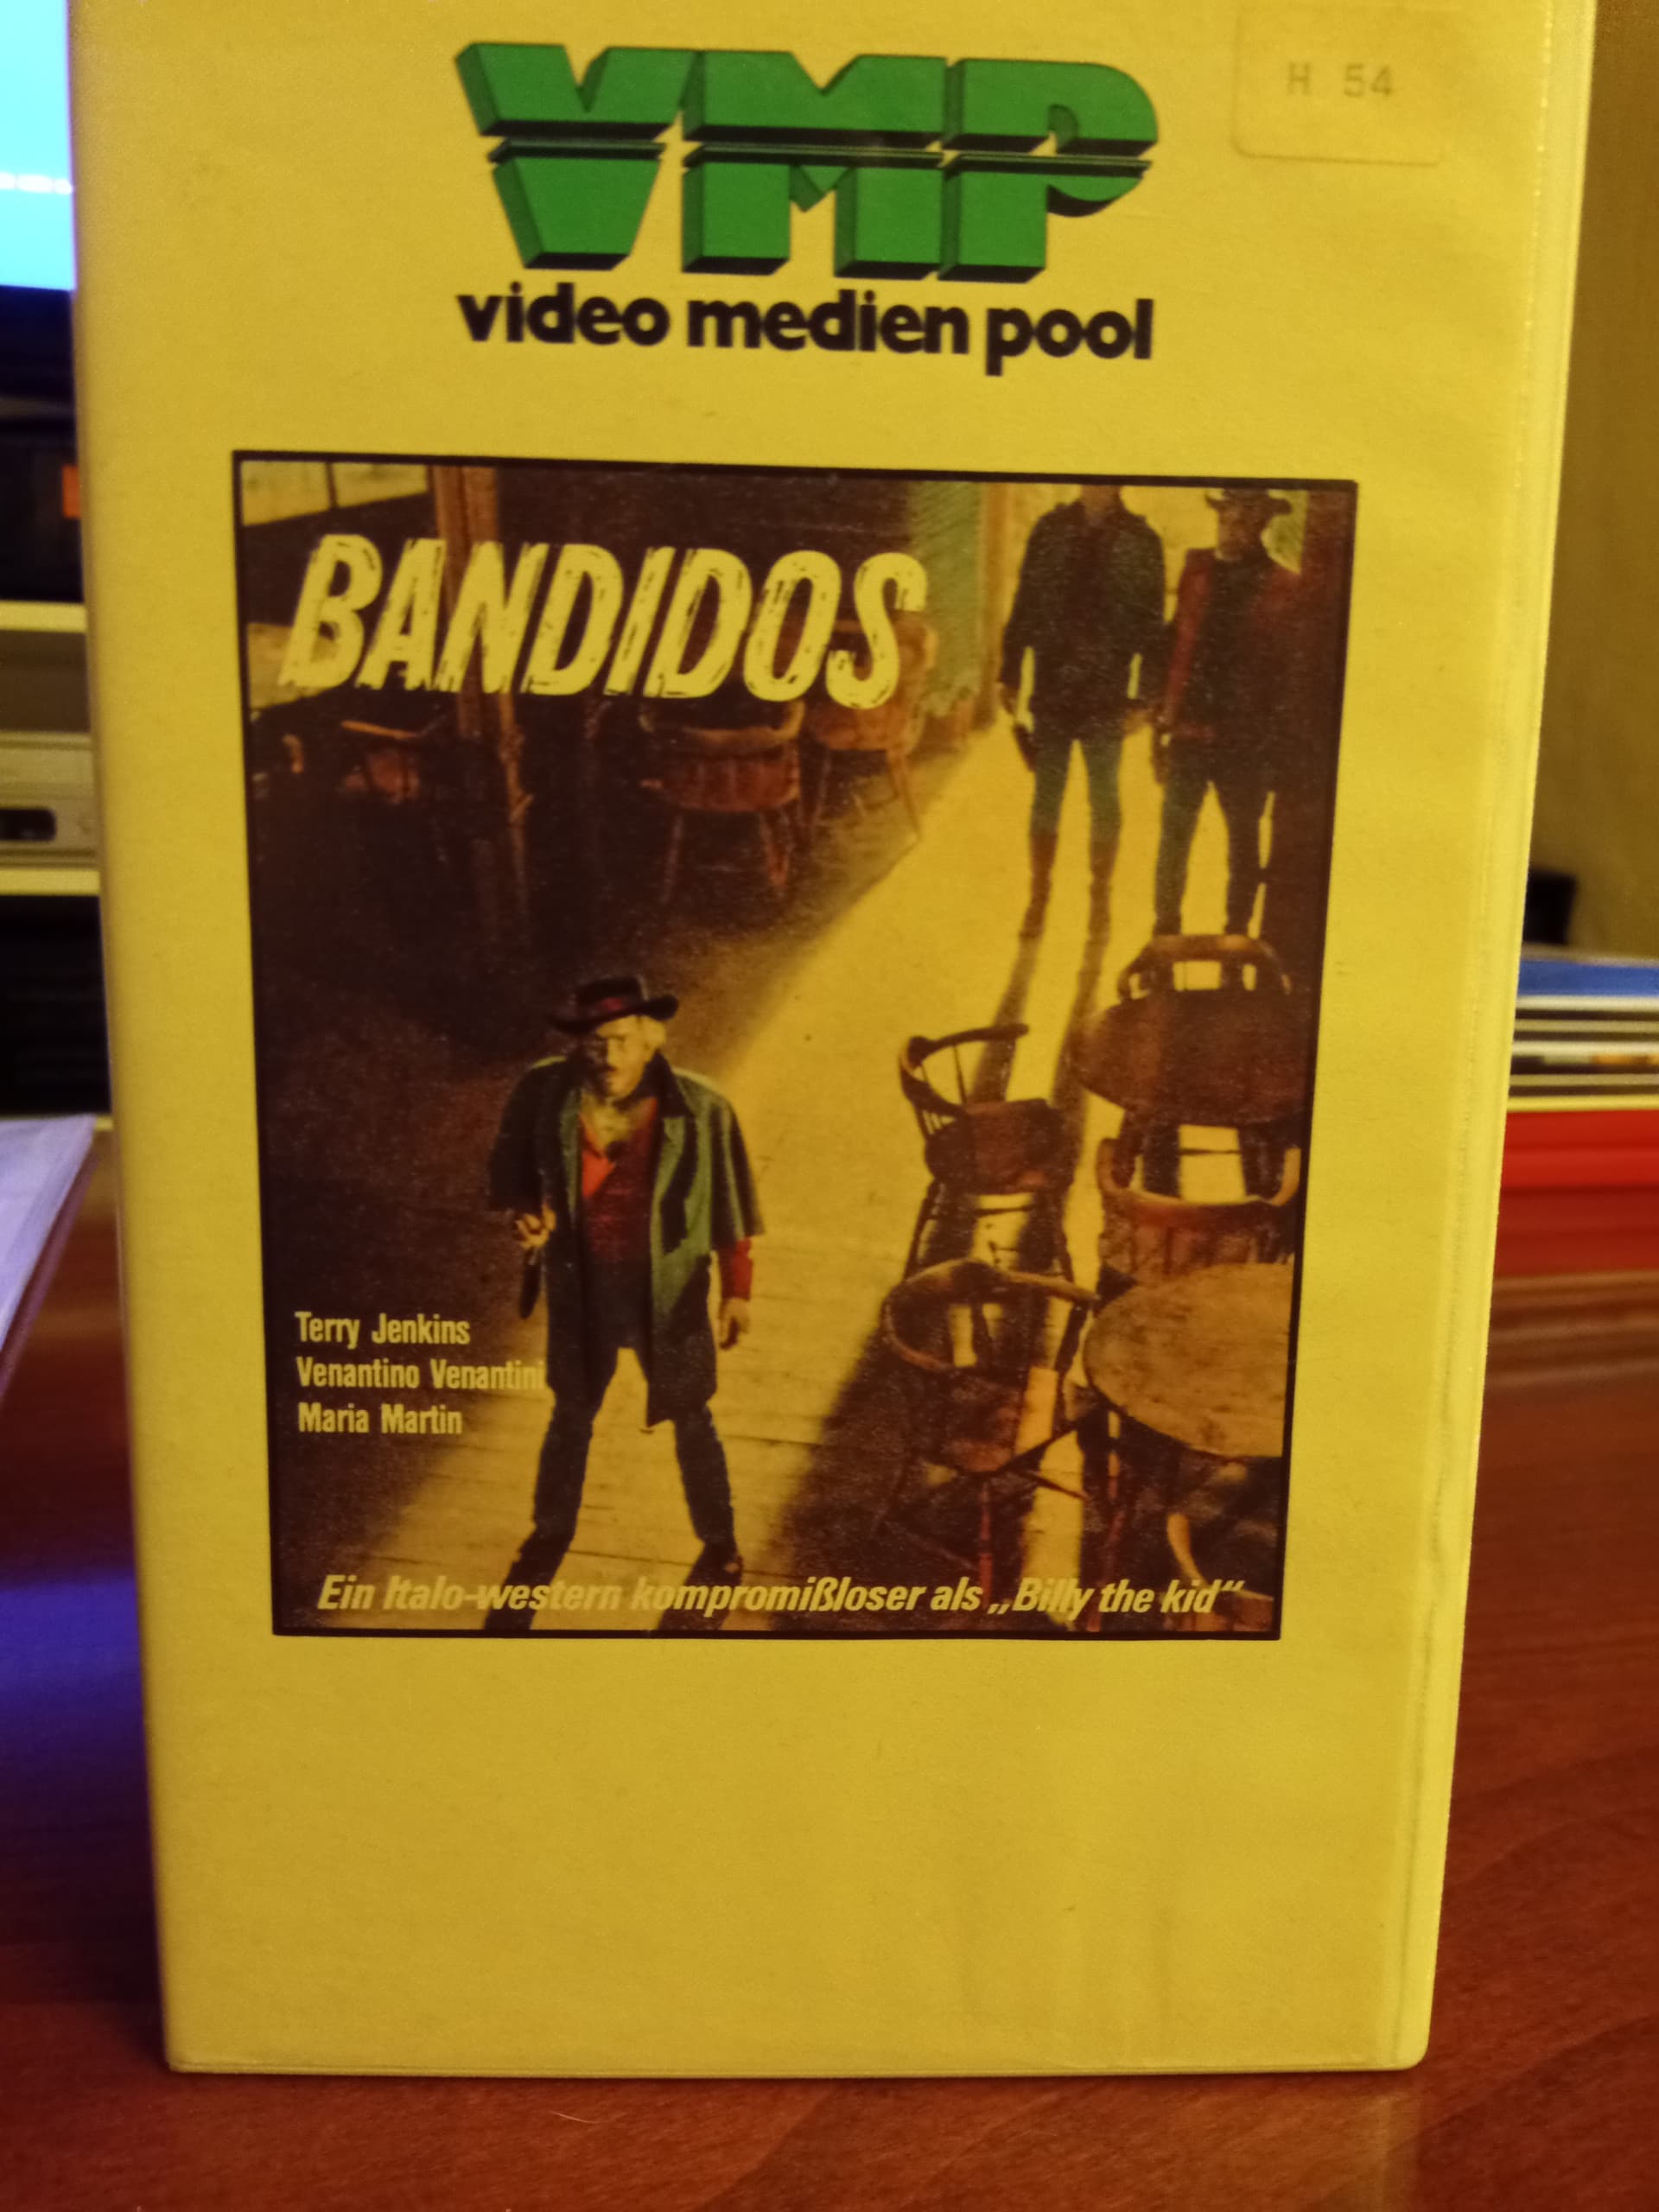 VMP
H 54
video medien pool
BANDIDOS
Terry Jenkins
Venantino Venantini
Maria Martin
Ein Italo-western kompromißloser als „Billy the kid“